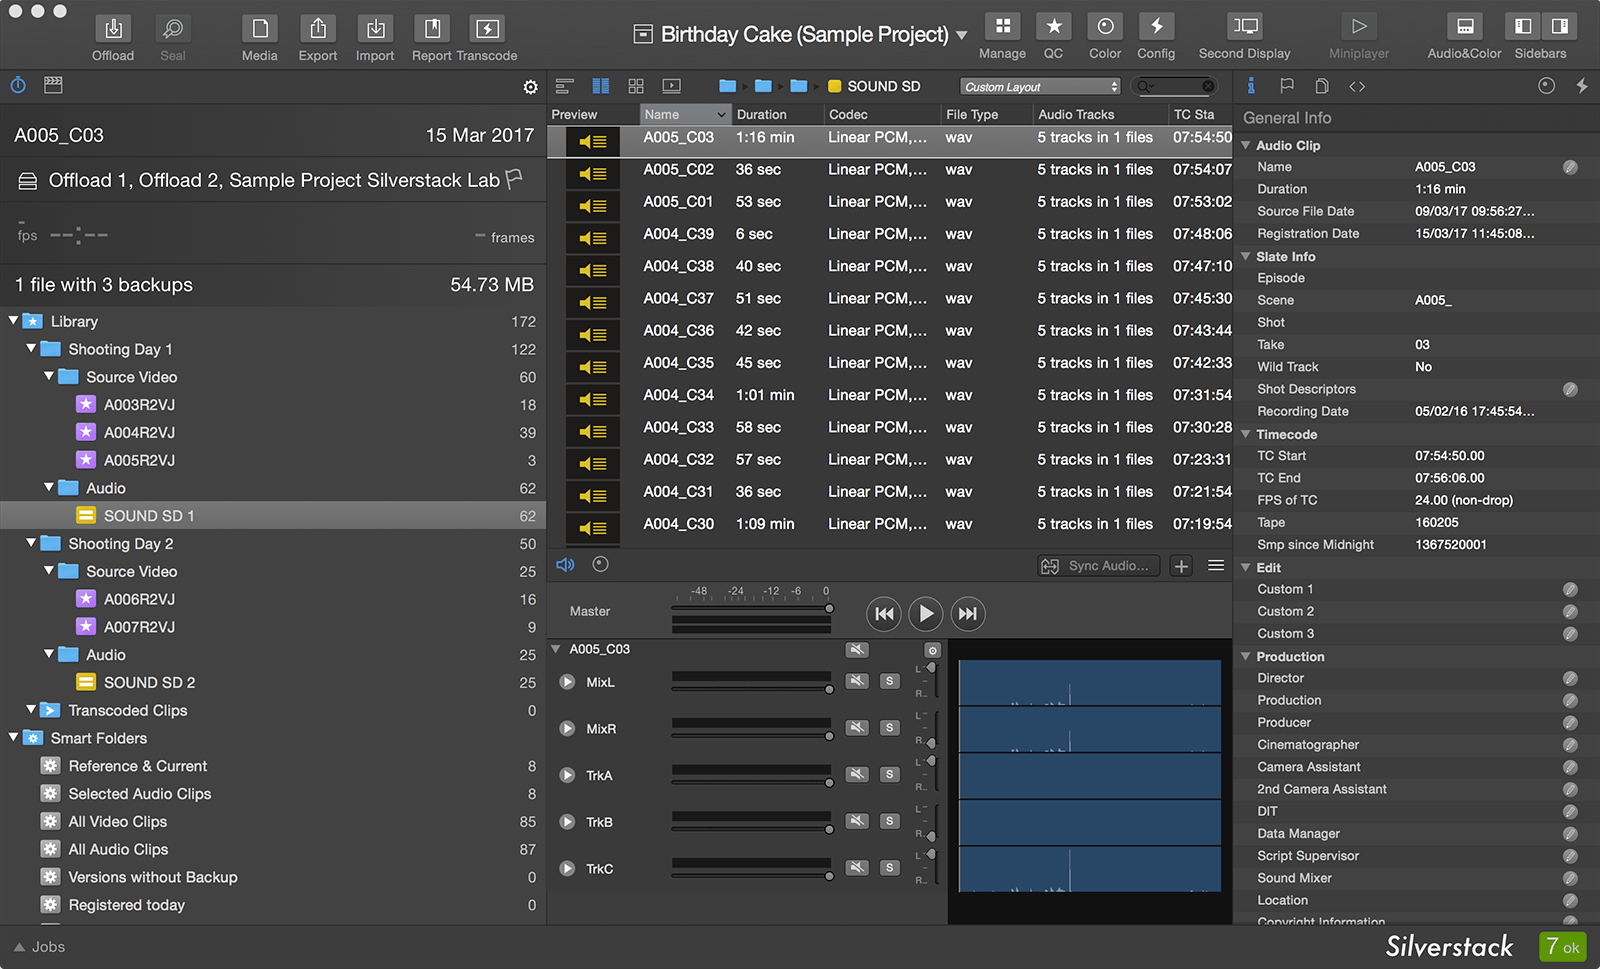 Offload
Seal
Media
Export
Import
Report
Transcode
Birthday Cake (Sample Project)
Manage
QC
Color
Config
Second Display
Miniplayer
Audio&Color
Sidebars
A005_C03 15 Mar 2017
Offload 1, Offload 2, Sample Project Silverstack Lab
- fps --:-- - frames
1 file with 3 backups 54.73 MB
Library 172
Shooting Day 1 122
Source Video 60
A003R2VJ 18
A004R2VJ 39
A005R2VJ 3
Audio 62
SOUND SD 1 62
Shooting Day 2 50
Source Video 25
A006R2VJ 16
A007R2VJ 9
Audio 25
SOUND SD 2 25
Transcoded Clips 0
Smart Folders
Reference & Current 8
Selected Audio Clips 8
All Video Clips 85
All Audio Clips 87
Versions without Backup 0
Registered today 0
Jobs
SOUND SD
Custom Layout
Preview Name Duration Codec File Type Audio Tracks TC Sta
A005_C03 1:16 min Linear PCM,... wav 5 tracks in 1 files 07:54:50
A005_C02 36 sec Linear PCM,... wav 5 tracks in 1 files 07:54:07
A005_C01 53 sec Linear PCM,... wav 5 tracks in 1 files 07:53:02
A004_C39 6 sec Linear PCM,... wav 5 tracks in 1 files 07:48:06
A004_C38 40 sec Linear PCM,... wav 5 tracks in 1 files 07:47:10
A004_C37 51 sec Linear PCM,... wav 5 tracks in 1 files 07:45:30
A004_C36 42 sec Linear PCM,... wav 5 tracks in 1 files 07:43:44
A004_C35 45 sec Linear PCM,... wav 5 tracks in 1 files 07:42:33
A004_C34 1:01 min Linear PCM,... wav 5 tracks in 1 files 07:31:54
A004_C33 58 sec Linear PCM,... wav 5 tracks in 1 files 07:30:28
A004_C32 57 sec Linear PCM,... wav 5 tracks in 1 files 07:23:31
A004_C31 36 sec Linear PCM,... wav 5 tracks in 1 files 07:21:54
A004_C30 1:09 min Linear PCM,... wav 5 tracks in 1 files 07:19:54
Sync Audio...
-48 -24 -12 -6 0
Master
A005_C03
MixL S L R..
MixR S L R..
TrkA S L R..
TrkB S L R..
TrkC S L R..
General Info
Audio Clip
Name A005_C03
Duration 1:16 min
Source File Date 09/03/17 09:56:27...
Registration Date 15/03/17 11:45:08...
Slate Info
Episode
Scene A005_
Shot
Take 03
Wild Track No
Shot Descriptors
Recording Date 05/02/16 17:45:54...
Timecode
TC Start 07:54:50.00
TC End 07:56:06.00
FPS of TC 24.00 (non-drop)
Tape 160205
Smp since Midnight 1367520001
Edit
Custom 1
Custom 2
Custom 3
Production
Director
Production
Producer
Cinematographer
Camera Assistant
2nd Camera Assistant
DIT
Data Manager
Script Supervisor
Sound Mixer
Location
Copyright Information
Silverstack 7 ok